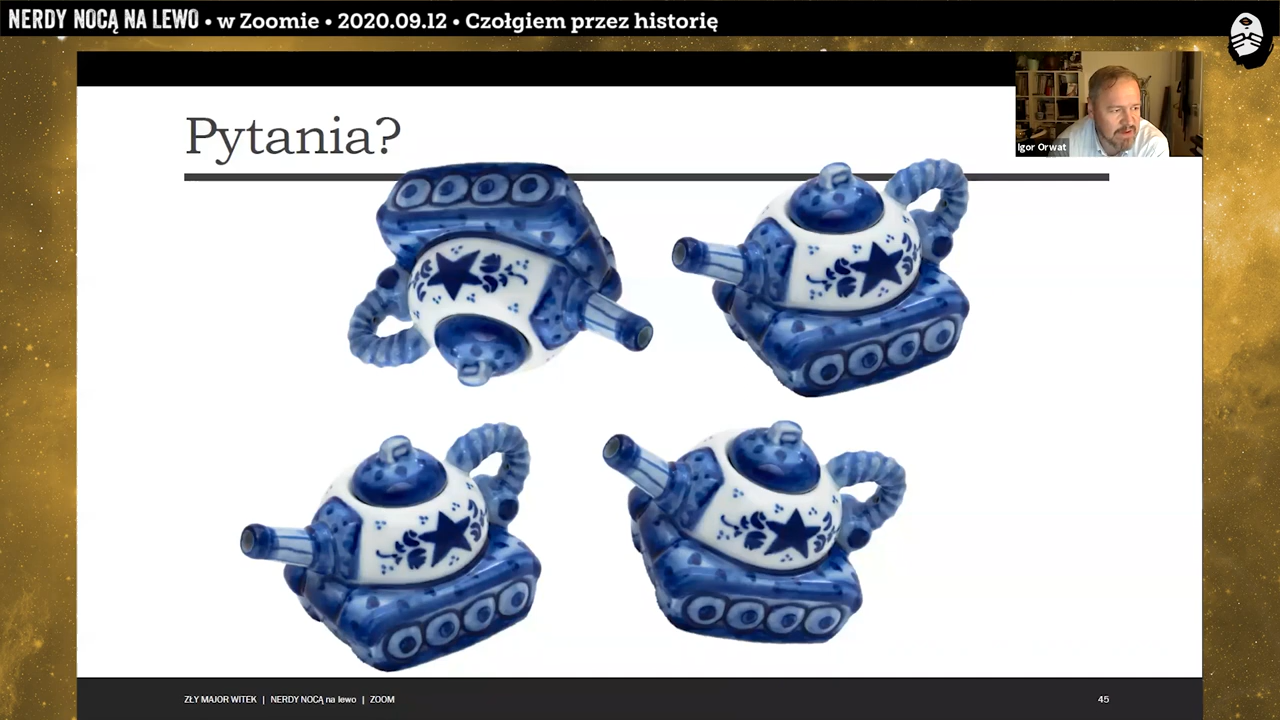 NERDY NOCĄ NA LEWO • w Zoomie • 2020.09.12 • Czołgiem przez historię
Pytania?
Igor Orwat
ZŁY MAJOR WITEK | NERDY NOCĄ na lewo | ZOOM
45